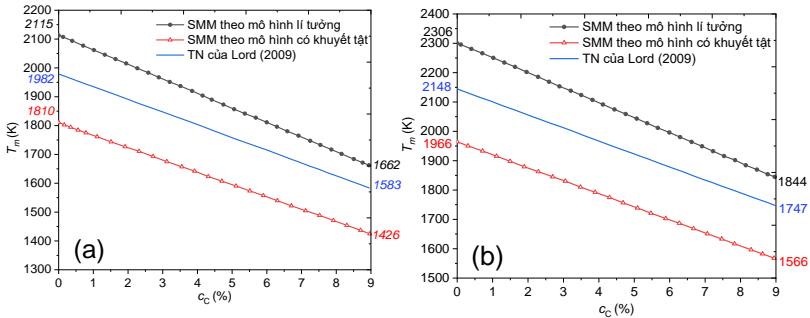 2115
2100
2000
1982
1900
1810
1800
1700
1600
1500
1400
1300
T_m (K)
SMM theo mô hình lí tưởng
SMM theo mô hình có khuyết tật
TN của Lord (2009)
1662
1583
1426
(a)
0 1 2 3 4 5 6 7 8 9
c_C (%)
2400
2306
2300
2200
2148
2100
2000
1966
1900
1800
1700
1600
1500
T_m (K)
SMM theo mô hình lí tưởng
SMM theo mô hình có khuyết tật
TN của Lord (2009)
1844
1747
1566
(b)
0 1 2 3 4 5 6 7 8 9
c_C (%)